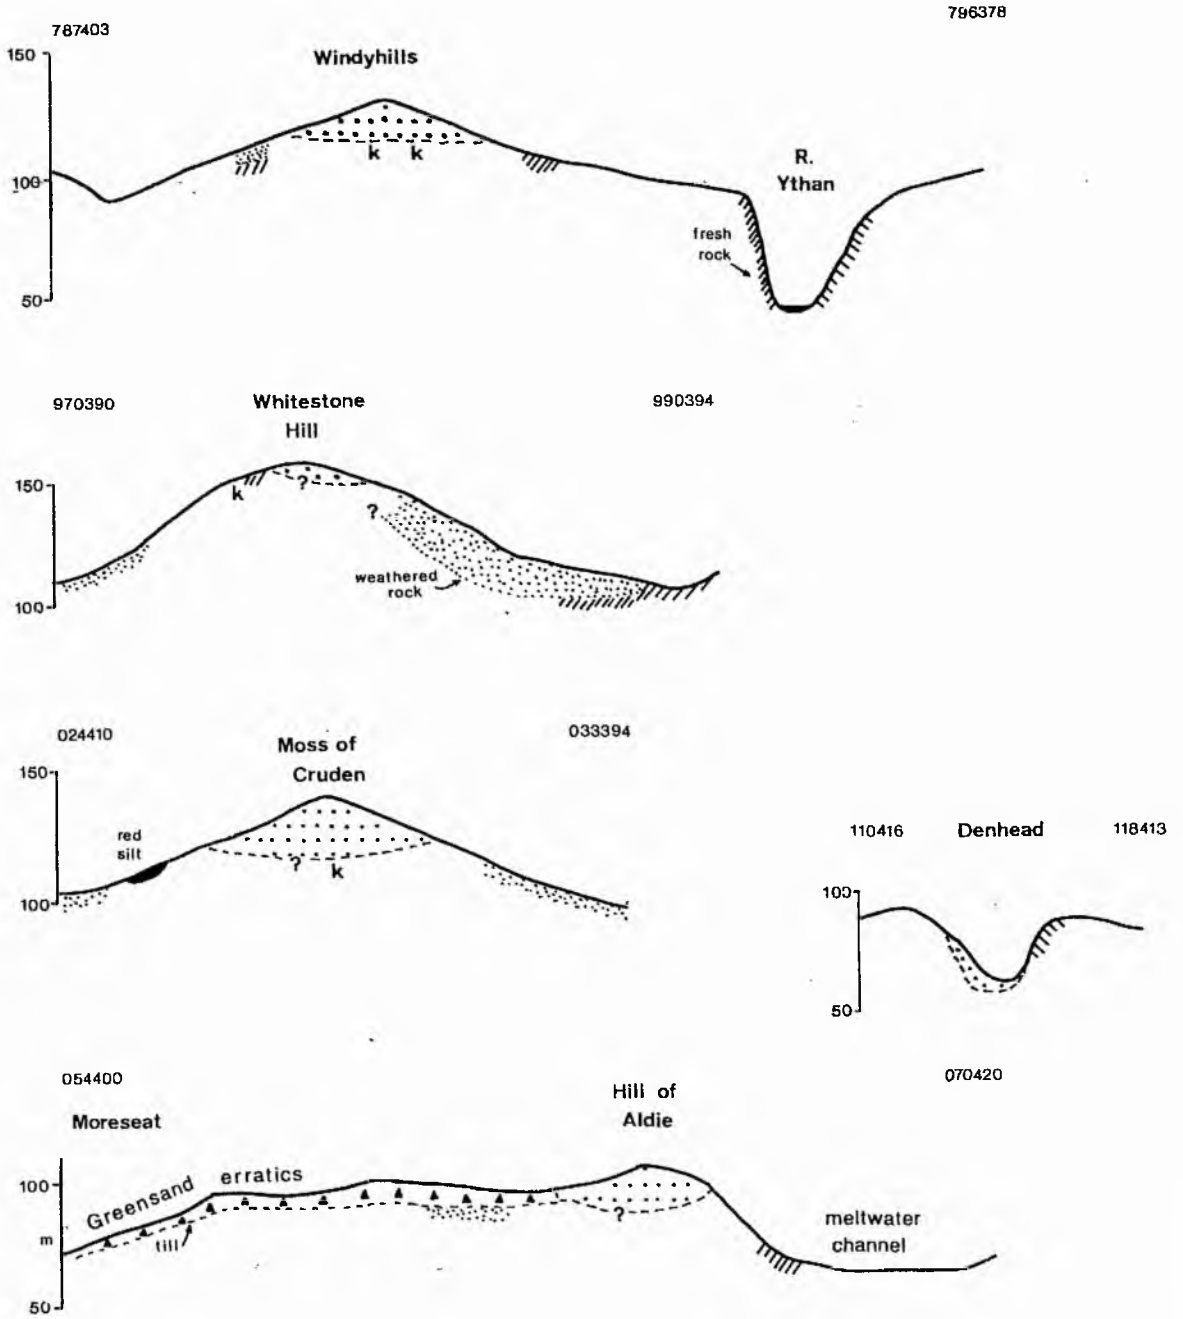 787403
796378
150
Windyhills
R.
Ythan
100
k k
fresh
rock
50
970390
Whitestone
Hill
990394
150
k
?
?
weathered
rock
100
024410
Moss of
Cruden
033394
150
red
silt
? k
100
110416
Denhead
118413
100
50
054400
Moreseat
Hill of
Aldie
070420
Greensand erratics
100
?
m
till
meltwater
channel
50